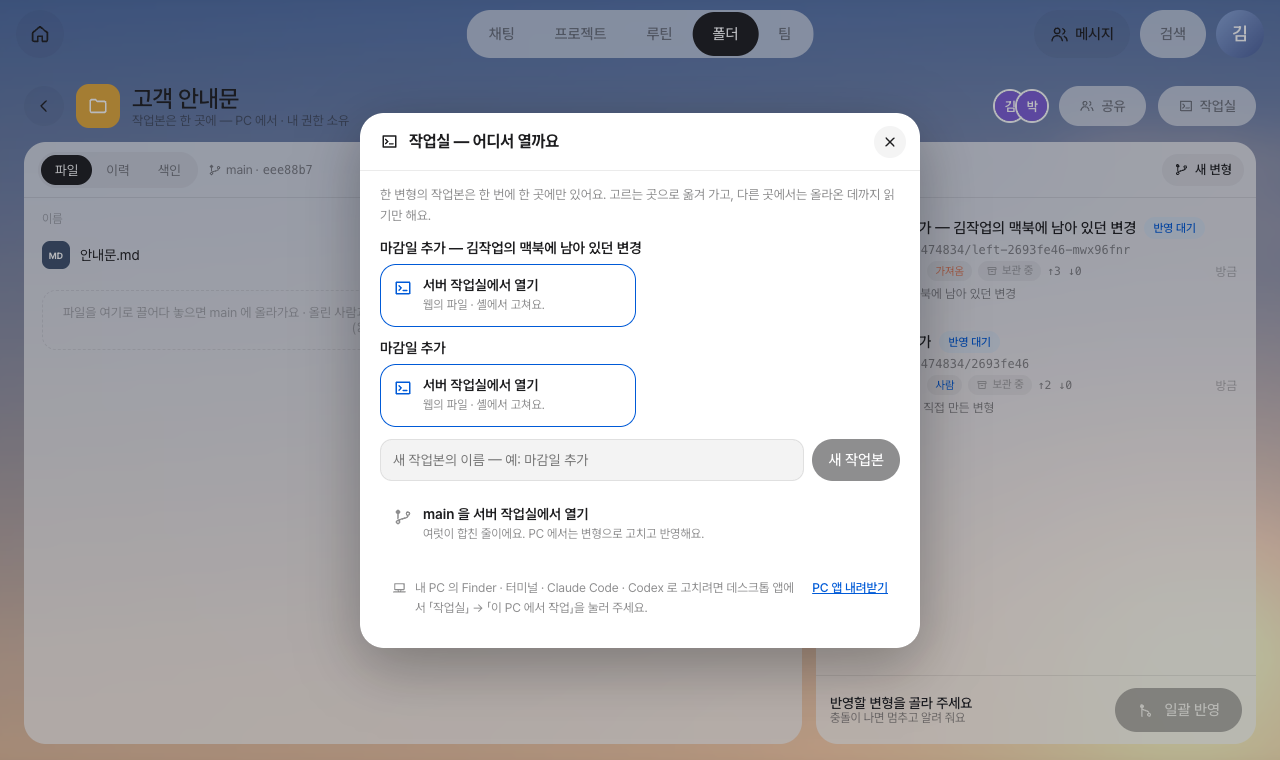 채팅
프로젝트
루틴
폴더
팀
메시지
검색
김
고객 안내문
작업본은 한 곳에 — PC 에서 · 내 권한 소유
김
박
공유
작업실
파일
이력
색인
main · eee88b7
새 변형
이름
MD
안내문.md
파일을 여기로 끌어다 놓으면 main 에 올라가요 · 올린 사람
작업실 — 어디서 열까요
한 변형의 작업본은 한 번에 한 곳에만 있어요. 고르는 곳으로 옮겨 가고, 다른 곳에서는 올라온 데까지 읽
기만 해요.
마감일 추가 — 김작업의 맥북에 남아 있던 변경
서버 작업실에서 열기
웹의 파일 · 셸에서 고쳐요.
마감일 추가
서버 작업실에서 열기
웹의 파일 · 셸에서 고쳐요.
새 작업본의 이름 — 예: 마감일 추가
새 작업본
main 을 서버 작업실에서 열기
여럿이 합친 줄이에요. PC 에서는 변형으로 고치고 반영해요.
내 PC 의 Finder · 터미널 · Claude Code · Codex 로 고치려면 데스크톱 앱에
서 「작업실」 → 「이 PC 에서 작업」을 눌러 주세요.
PC 앱 내려받기
가 — 김작업의 맥북에 남아 있던 변경
반영 대기
474834/left-2693fe46-mwx96fnr
가져옴
보관 중
↑3 ↓0
방금
북에 남아 있던 변경
가
반영 대기
474834/2693fe46
사람
보관 중
↑2 ↓0
방금
직접 만든 변형
반영할 변형을 골라 주세요
충돌이 나면 멈추고 알려 줘요
일괄 반영